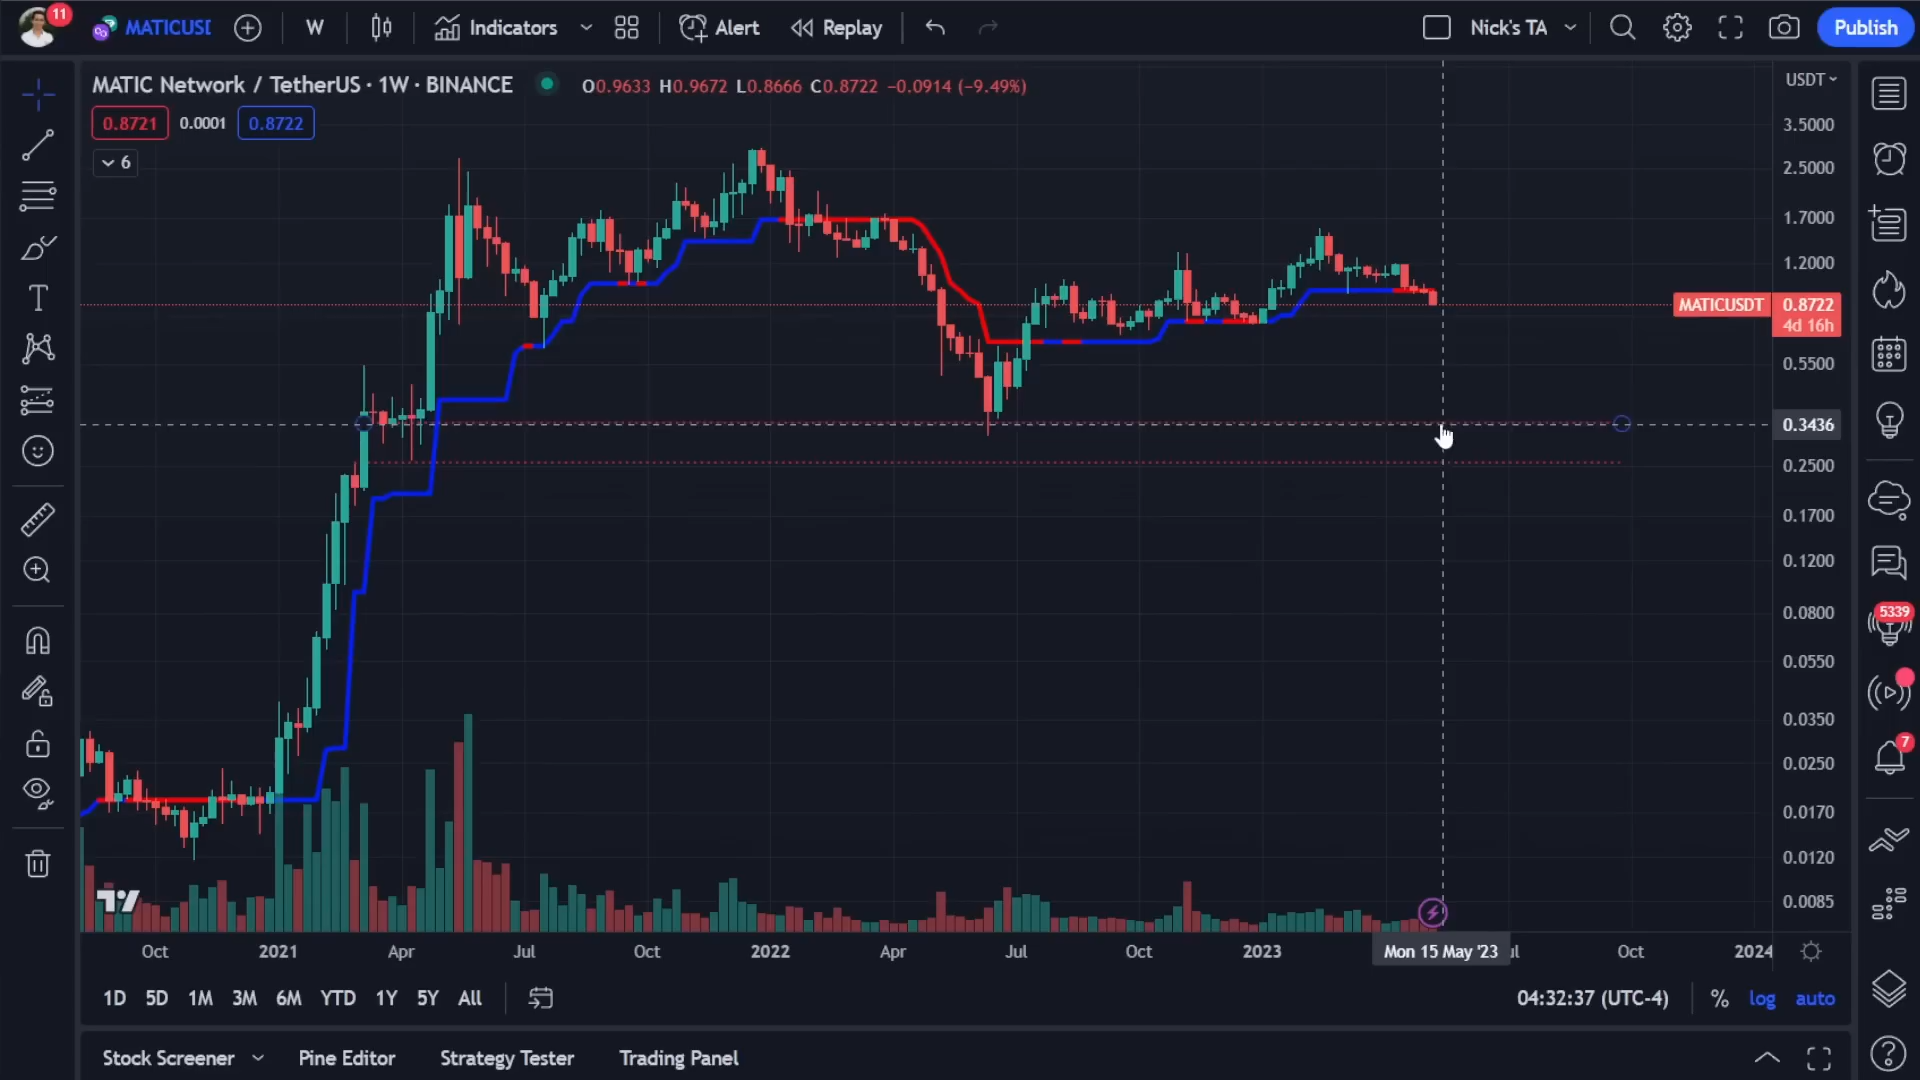 11
MATICUSD
W
Indicators
Alert
Replay
Nick's TA
Publish
MATIC Network / TetherUS · 1W · BINANCE
O0.9633 H0.9672 L0.8666 C0.8722 −0.0914 (−9.49%)
USDT
0.8721 0.0001 0.8722
6
3.5000
2.5000
1.7000
1.2000
MATICUSDT 0.8722
4d 16h
0.5500
0.3436
0.2500
0.1700
0.1200
0.0800
0.0550
0.0350
0.0250
0.0170
0.0120
0.0085
5339
7
Oct 2021 Apr Jul Oct 2022 Apr Jul Oct 2023 Mon 15 May '23 Oct 2024
1D 5D 1M 3M 6M YTD 1Y 5Y All
04:32:37 (UTC-4) % log auto
Stock Screener Pine Editor Strategy Tester Trading Panel